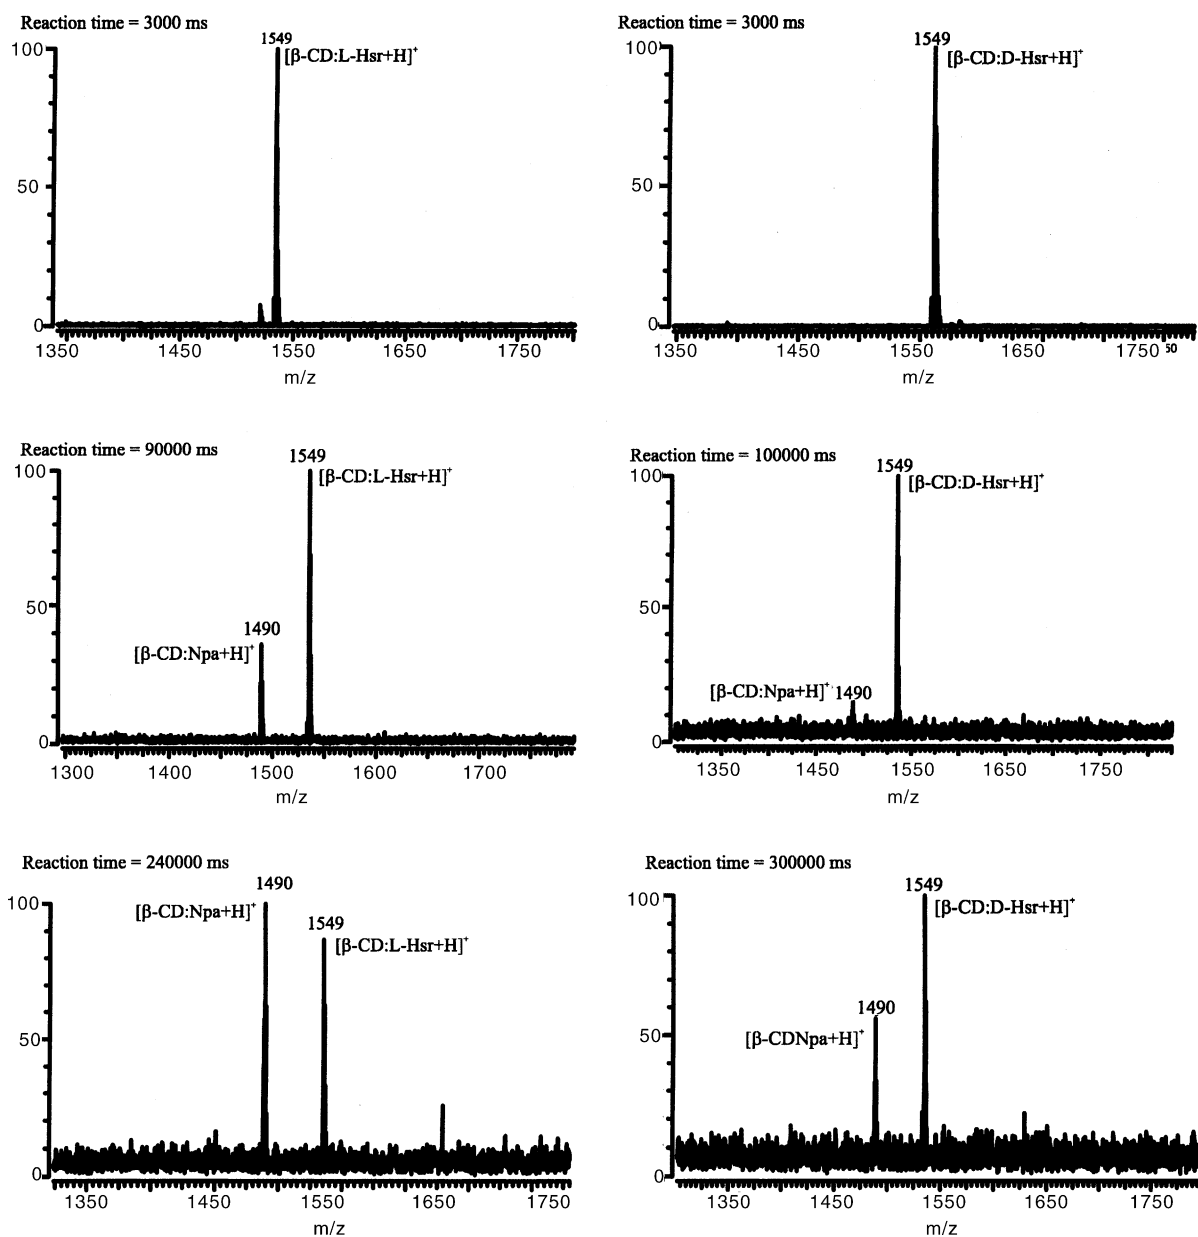 Reaction time = 3000 ms
1549
[β-CD:L-Hsr+H]⁺
100
50
0
1350 1450 1550 1650 1750
m/z
Reaction time = 3000 ms
1549
[β-CD:D-Hsr+H]⁺
100
50
0
1350 1450 1550 1650 1750 50
m/z
Reaction time = 90000 ms
1549
[β-CD:L-Hsr+H]⁺
1490
[β-CD:Npa+H]⁺
100
50
0
1300 1400 1500 1600 1700
m/z
Reaction time = 100000 ms
1549
[β-CD:D-Hsr+H]⁺
[β-CD:Npa+H]⁺ 1490
100
50
0
1350 1450 1550 1650 1750
m/z
Reaction time = 240000 ms
1490
[β-CD:Npa+H]⁺
1549
[β-CD:L-Hsr+H]⁺
100
50
0
1350 1450 1550 1650 1750
m/z
Reaction time = 300000 ms
1549
[β-CD:D-Hsr+H]⁺
1490
[β-CDNpa+H]⁺
100
50
0
1350 1450 1550 1650 1750
m/z